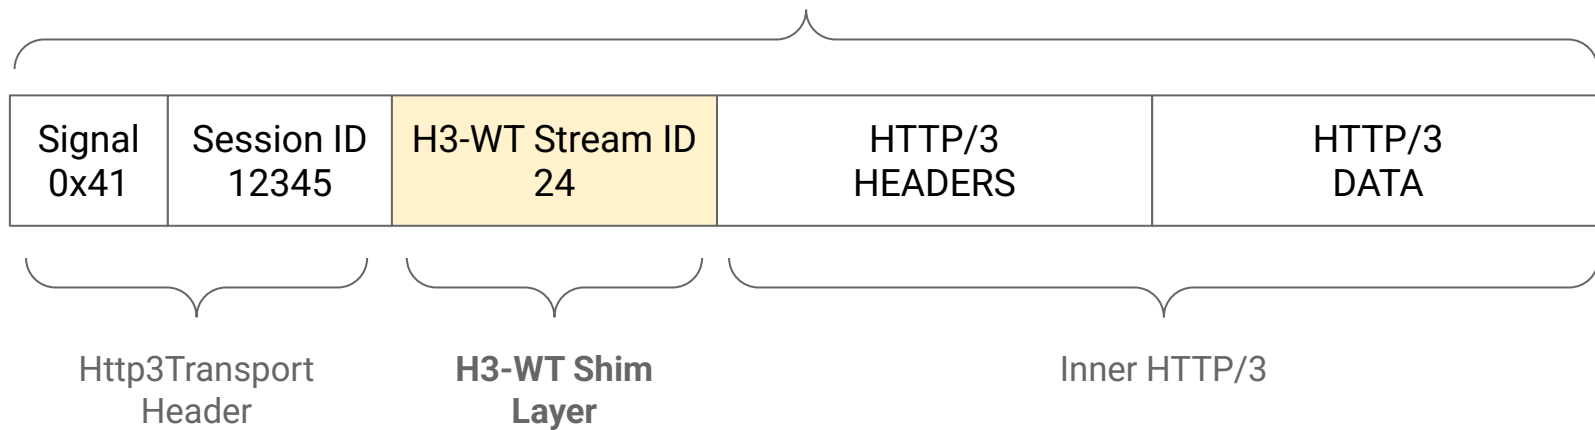 Signal
0x41
Session ID
12345
H3-WT Stream ID
24
HTTP/3
HEADERS
HTTP/3
DATA
Http3Transport
Header
H3-WT Shim
Layer
Inner HTTP/3